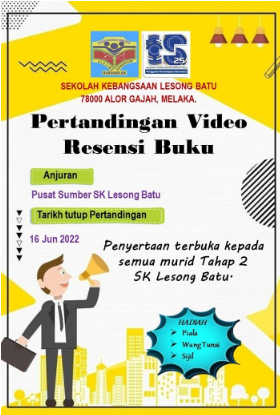 SEKOLAH KEBANGSAAN LESONG BATU
78000 ALOR GAJAH, MELAKA.
Pertandingan Video
Resensi Buku
Anjuran
Pusat Sumber SK Lesong Batu
Tarikh tutup Pertandingan
16 Jun 2022
Penyertaan terbuka kepada
semua murid Tahap 2
SK Lesong Batu.
HADIAH
Piala
Wang Tunai
Sijil